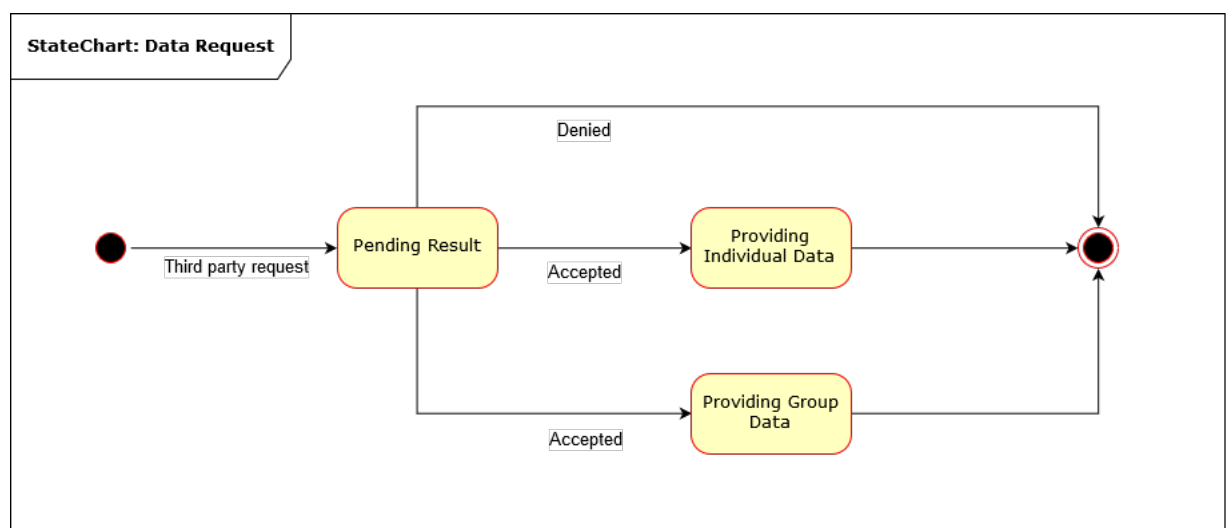 StateChart: Data Request
Denied
Pending Result
Providing
Individual Data
Third party request
Accepted
Providing Group
Data
Accepted